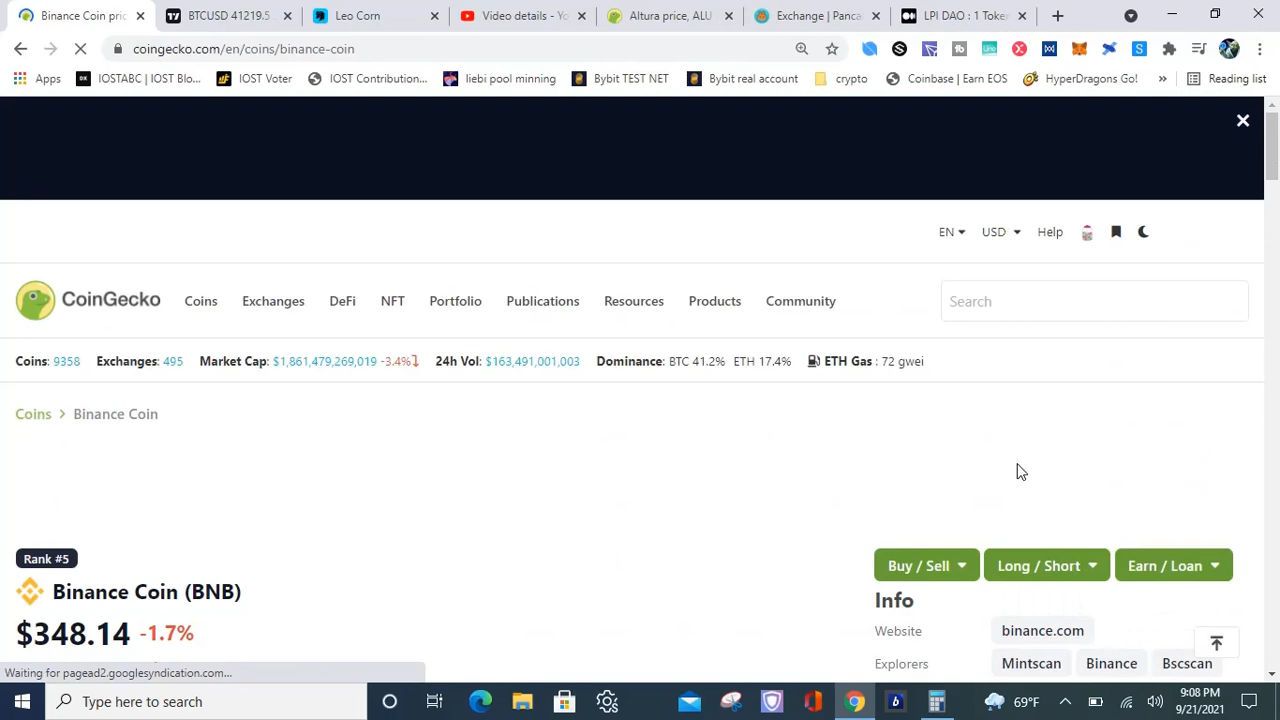 Binance Coin pric
BTCUSD 41219.5
Leo Corn
Video details - Yo
Altura price, ALU
Exchange | Panca
LPI DAO : 1 Toke
coingecko.com/en/coins/binance-coin
Apps
IOSTABC | IOST Blo...
IOST Voter
IOST Contribution...
liebi pool minning
Bybit TEST NET
Bybit real account
crypto
Coinbase | Earn EOS
HyperDragons Go!
»
Reading list
EN
USD
Help
CoinGecko
Coins
Exchanges
DeFi
NFT
Portfolio
Publications
Resources
Products
Community
Search
Coins: 9358 Exchanges: 495 Market Cap: $1,861,479,269,019 -3.4% 24h Vol: $163,491,001,003 Dominance: BTC 41.2% ETH 17.4% ETH Gas : 72 gwei
Coins > Binance Coin
Rank #5
Buy / Sell
Long / Short
Earn / Loan
Binance Coin (BNB)
Info
$348.14 -1.7%
Website
binance.com
Explorers
Mintscan
Binance
Bscscan
Waiting for pagead2.googlesyndication.com...
Type here to search
69°F
9:08 PM
9/21/2021